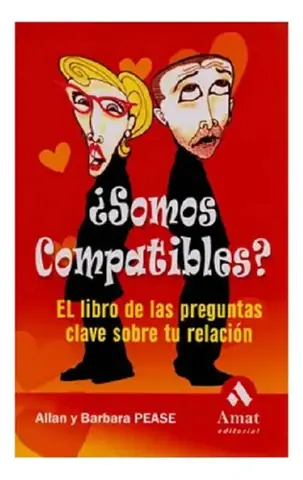 ¿Somos
Compatibles?
EL libro de las preguntas
clave sobre tu relación
Allan y Barbara PEASE
Amat
editorial